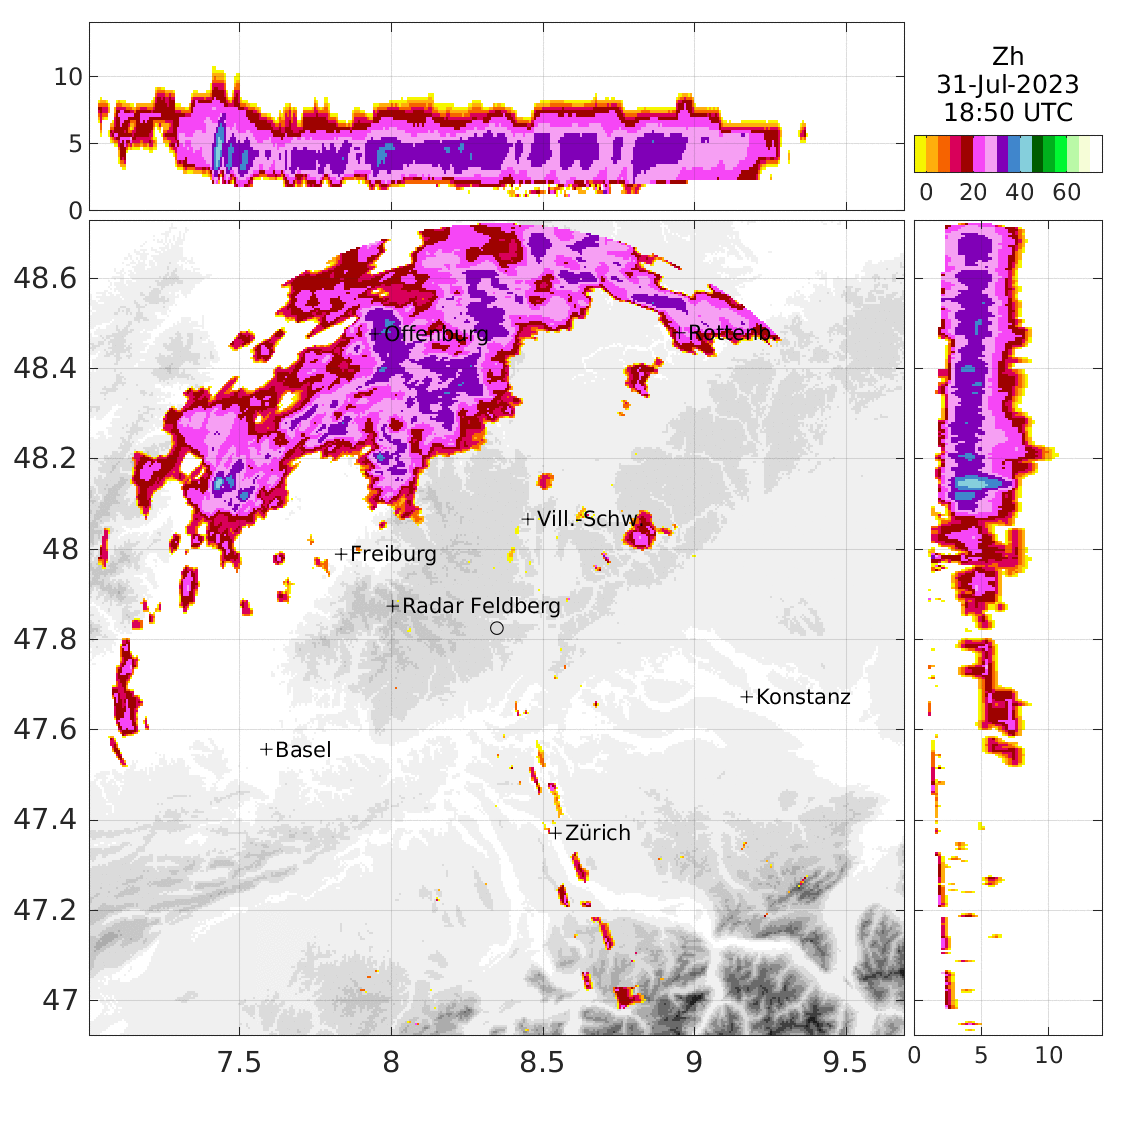 10
5
0
Zh
31-Jul-2023
18:50 UTC
0
20
40
60
48.6
48.4
48.2
48
47.8
47.6
47.4
47.2
47
Offenburg
Rottenb.
Vill.-Schw.
Freiburg
Radar Feldberg
Konstanz
Basel
Zürich
7.5
8
8.5
9
9.5
0
5
10